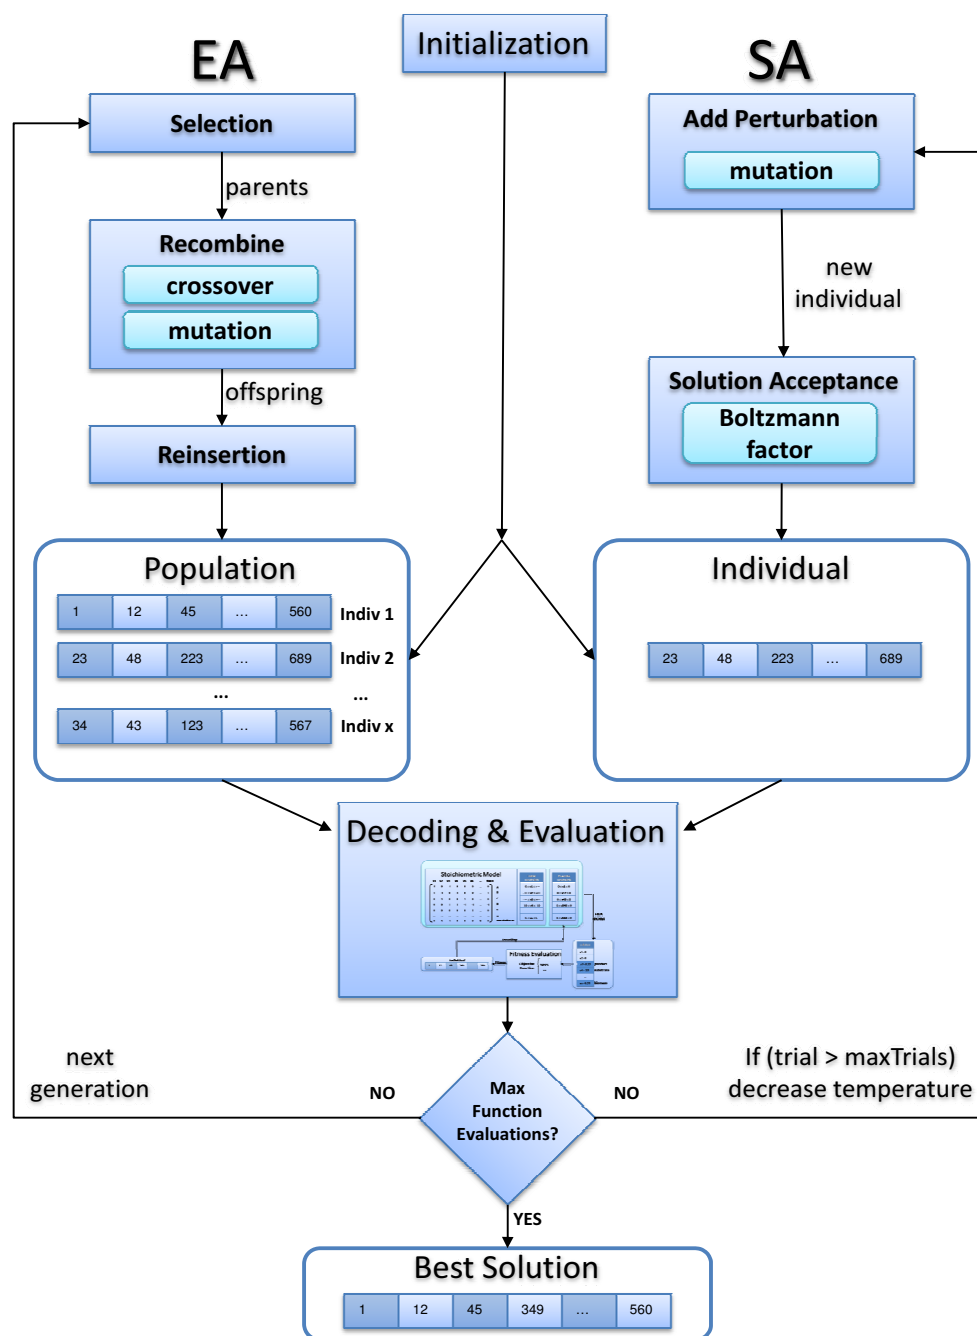 Initialization
EA
SA
Selection
parents
Recombine
crossover
mutation
offspring
Reinsertion
Add Perturbation
mutation
new
individual
Solution Acceptance
Boltzmann
factor
Population
1 12 45 ... 560 Indiv 1
23 48 223 ... 689 Indiv 2
... ...
34 43 123 ... 567 Indiv x
Individual
23 48 223 ... 689
Decoding & Evaluation
Stoichiometric Model
Fitness Evaluation
next
generation
NO
Max
Function
Evaluations?
NO
If (trial > maxTrials)
decrease temperature
YES
Best Solution
1 12 45 349 ... 560